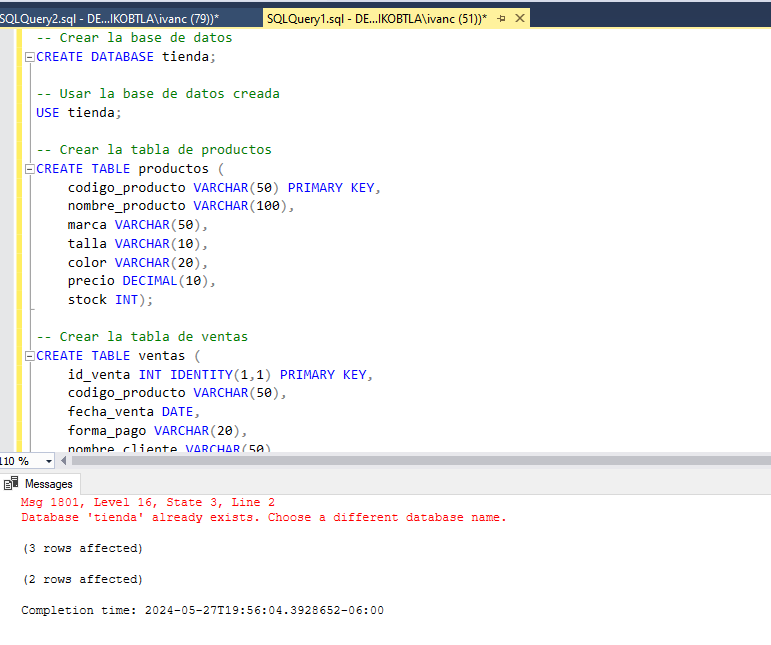 SQLQuery2.sql - DE...IKOBTLA\ivanc (79))*
SQLQuery1.sql - DE...IKOBTLA\ivanc (51))*
-- Crear la base de datos
CREATE DATABASE tienda;
-- Usar la base de datos creada
USE tienda;
-- Crear la tabla de productos
CREATE TABLE productos (
codigo_producto VARCHAR(50) PRIMARY KEY,
nombre_producto VARCHAR(100),
marca VARCHAR(50),
talla VARCHAR(10),
color VARCHAR(20),
precio DECIMAL(10),
stock INT);
-- Crear la tabla de ventas
CREATE TABLE ventas (
id_venta INT IDENTITY(1,1) PRIMARY KEY,
codigo_producto VARCHAR(50),
fecha_venta DATE,
forma_pago VARCHAR(20),
nombre_cliente VARCHAR(50)
110 %
Messages
Msg 1801, Level 16, State 3, Line 2
Database 'tienda' already exists. Choose a different database name.
(3 rows affected)
(2 rows affected)
Completion time: 2024-05-27T19:56:04.3928652-06:00